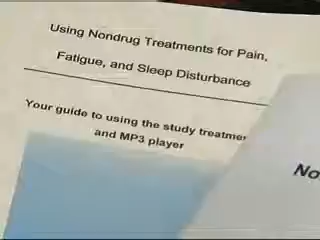 Using Nondrug Treatments for Pain,
Fatigue, and Sleep Disturbance
Your guide to using the study
and MP3 player